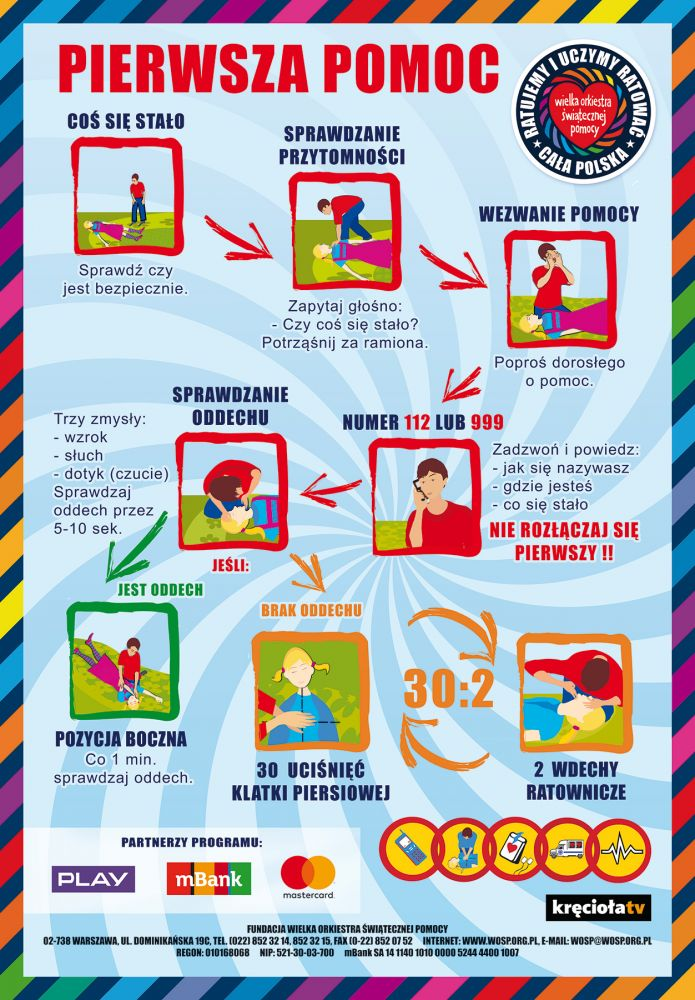 PIERWSZA POMOC
RATUJEMY I UCZYMY RATOWAĆ
wielka orkiestra
świątecznej
pomocy
CAŁA POLSKA
COŚ SIĘ STAŁO
Sprawdź czy
jest bezpiecznie.
SPRAWDZANIE
PRZYTOMNOŚCI
Zapytaj głośno:
- Czy coś się stało?
Potrząśnij za ramiona.
WEZWANIE POMOCY
Poproś dorosłego
o pomoc.
NUMER 112 LUB 999
Zadzwoń i powiedz:
- jak się nazywasz
- gdzie jesteś
- co się stało
NIE ROZŁĄCZAJ SIĘ
PIERWSZY !!
SPRAWDZANIE
ODDECHU
Trzy zmysły:
- wzrok
- słuch
- dotyk (czucie)
Sprawdzaj
oddech przez
5-10 sek.
JEŚLI:
JEST ODDECH
POZYCJA BOCZNA
Co 1 min.
sprawdzaj oddech.
BRAK ODDECHU
30 UCIŚNIĘĆ
KLATKI PIERSIOWEJ
30:2
2 WDECHY
RATOWNICZE
PARTNERZY PROGRAMU:
PLAY
mBank
mastercard
kręciołatv
FUNDACJA WIELKA ORKIESTRA ŚWIĄTECZNEJ POMOCY
02-738 WARSZAWA, UL. DOMINIKAŃSKA 19C, TEL. (022) 852 32 14, 852 32 15, FAX (0-22) 852 07 52 INTERNET: WWW.WOSP.ORG.PL, E-MAIL: WOSP@WOSP.ORG.PL
REGON: 010168068 NIP: 521-30-03-700 mBank SA 14 1140 1010 0000 5244 4400 1007